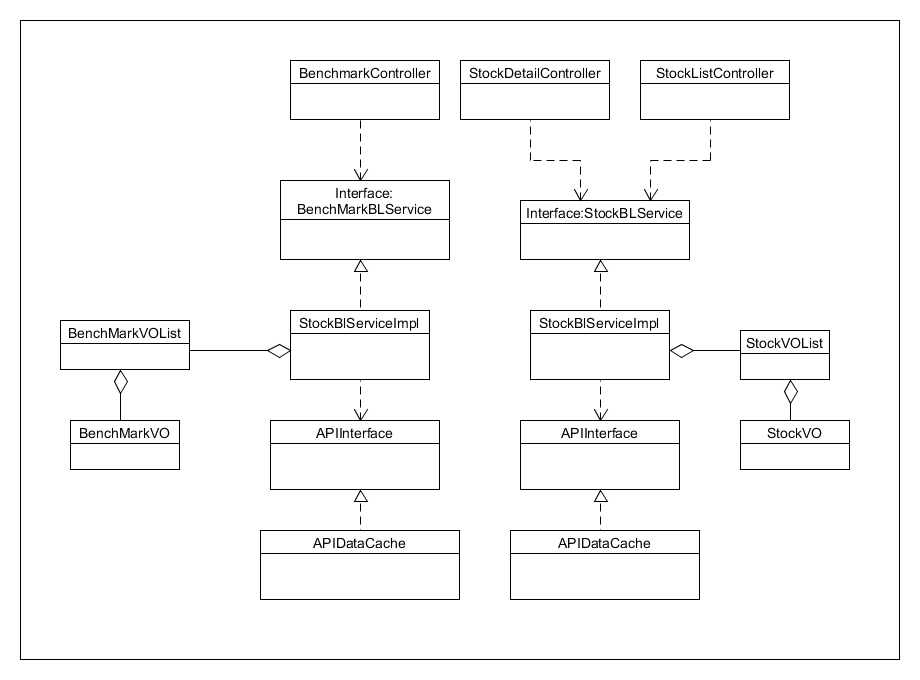 BenchmarkController
StockDetailController
StockListController
Interface:
BenchMarkBLService
Interface:StockBLService
BenchMarkVOList
StockBlServiceImpl
StockBlServiceImpl
StockVOList
BenchMarkVO
APIInterface
APIInterface
StockVO
APIDataCache
APIDataCache